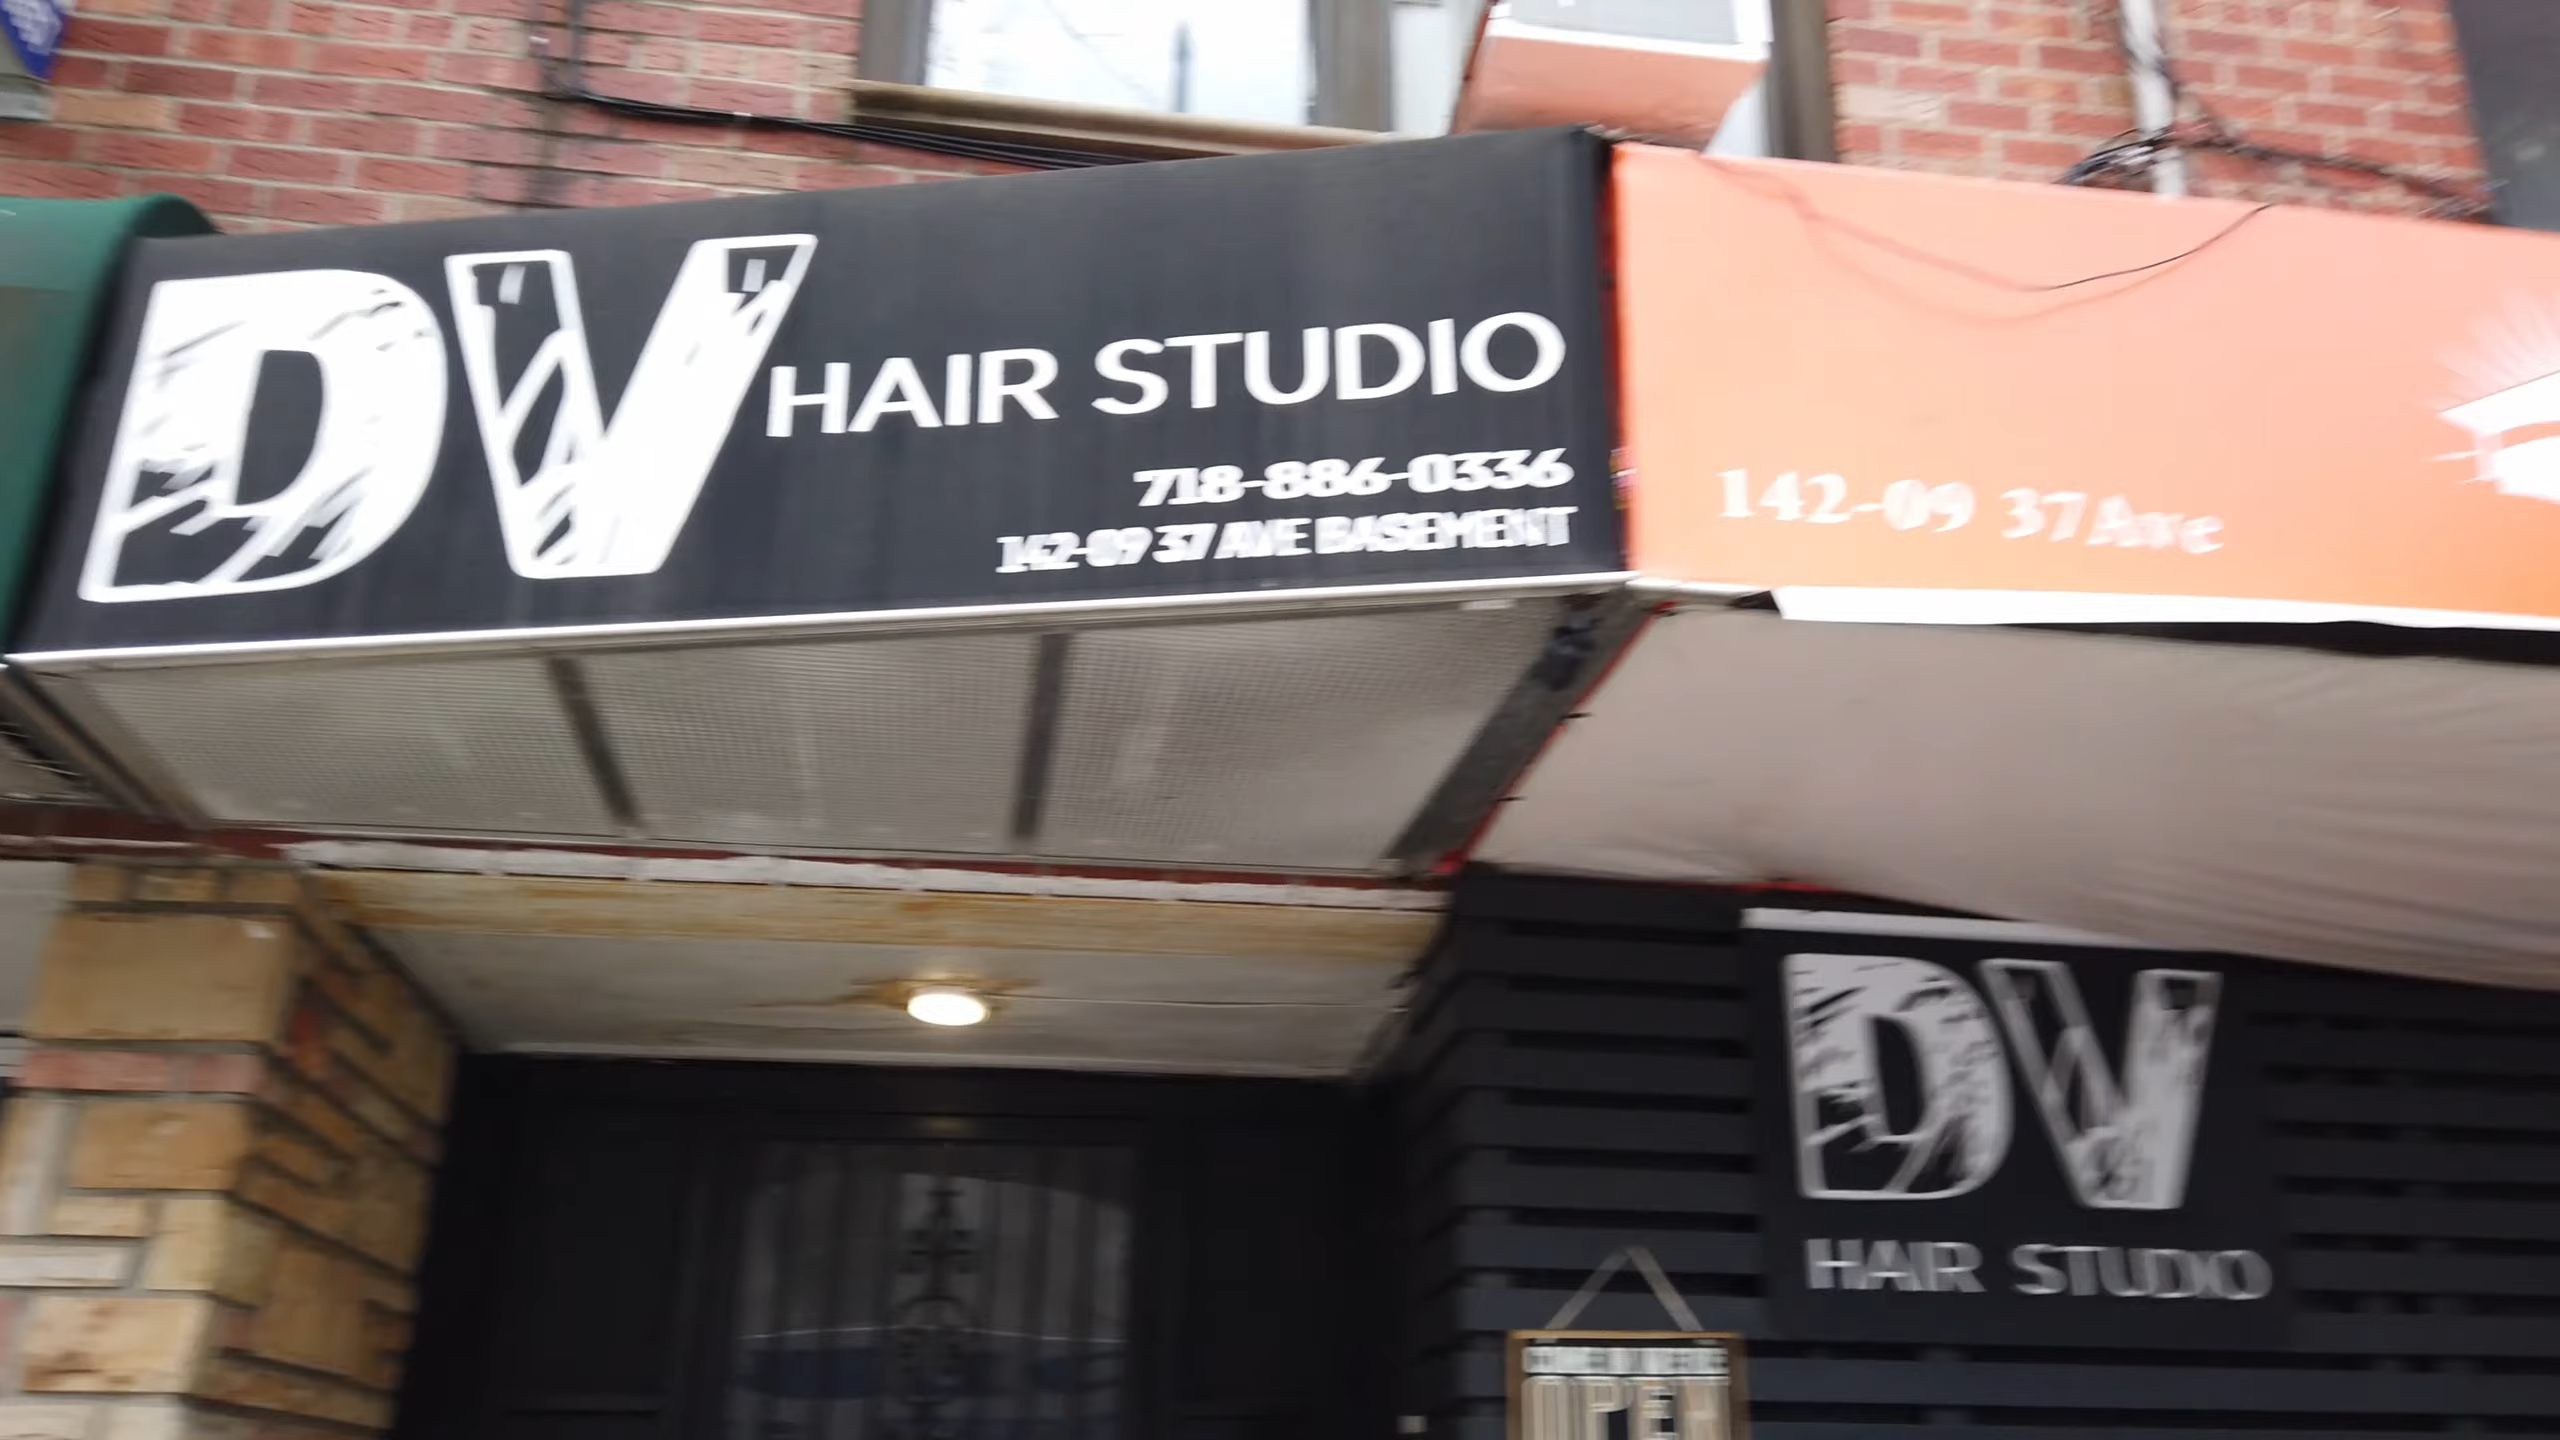 DV HAIR STUDIO
718-886-0336
142-09 37 AVE BASEMENT
142-09 37 Ave
DV
HAIR STUDIO
OPEN